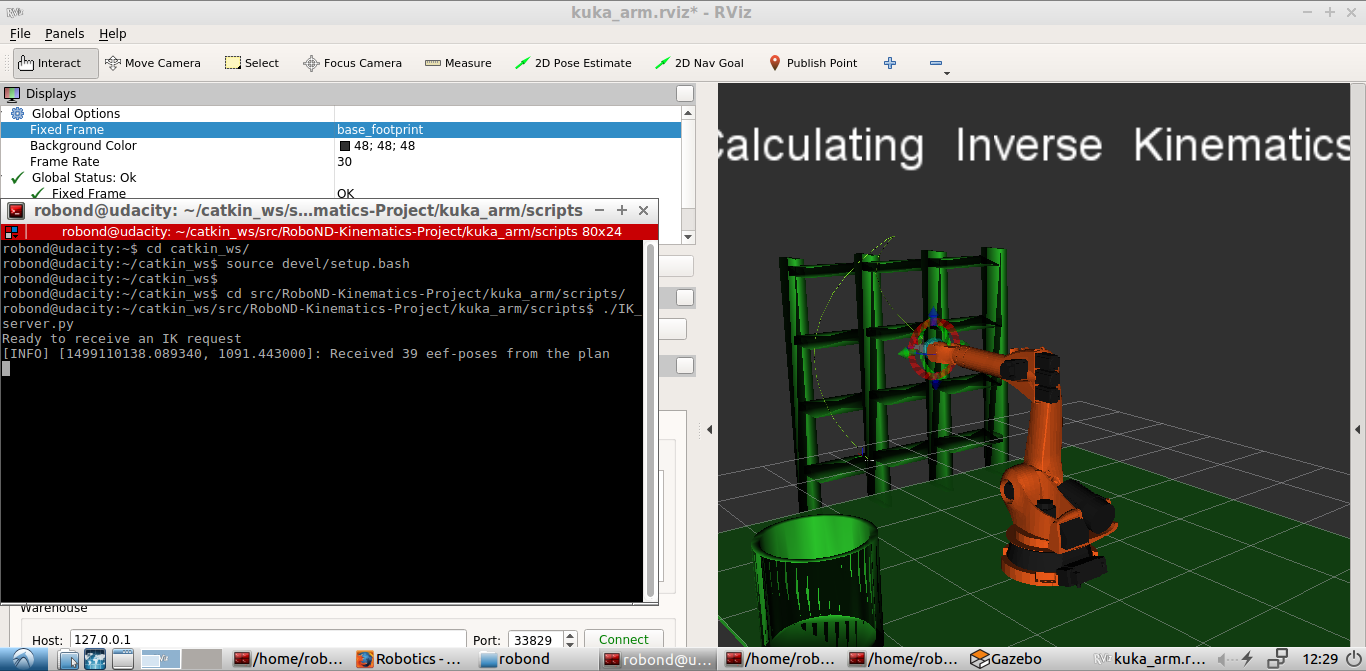 kuka_arm.rviz* - RViz
File Panels Help
Interact Move Camera Select Focus Camera Measure 2D Pose Estimate 2D Nav Goal Publish Point
Displays
Global Options
Fixed Frame base_footprint
Background Color 48; 48; 48
Frame Rate 30
Global Status: Ok
Fixed Frame OK
Calculating Inverse Kinematics
robond@udacity: ~/catkin_ws/s...matics-Project/kuka_arm/scripts
robond@udacity: ~/catkin_ws/src/RoboND-Kinematics-Project/kuka_arm/scripts 80x24
robond@udacity:~$ cd catkin_ws/
robond@udacity:~/catkin_ws$ source devel/setup.bash
robond@udacity:~/catkin_ws$
robond@udacity:~/catkin_ws$ cd src/RoboND-Kinematics-Project/kuka_arm/scripts/
robond@udacity:~/catkin_ws/src/RoboND-Kinematics-Project/kuka_arm/scripts$ ./IK_
server.py
Ready to receive an IK request
[INFO] [1499110138.089340, 1091.443000]: Received 39 eef-poses from the plan
Warehouse
Host: 127.0.0.1 Port: 33829 Connect
/home/rob... Robotics - ... robond robond@u... /home/rob... /home/rob... Gazebo kuka_arm.r... 12:29